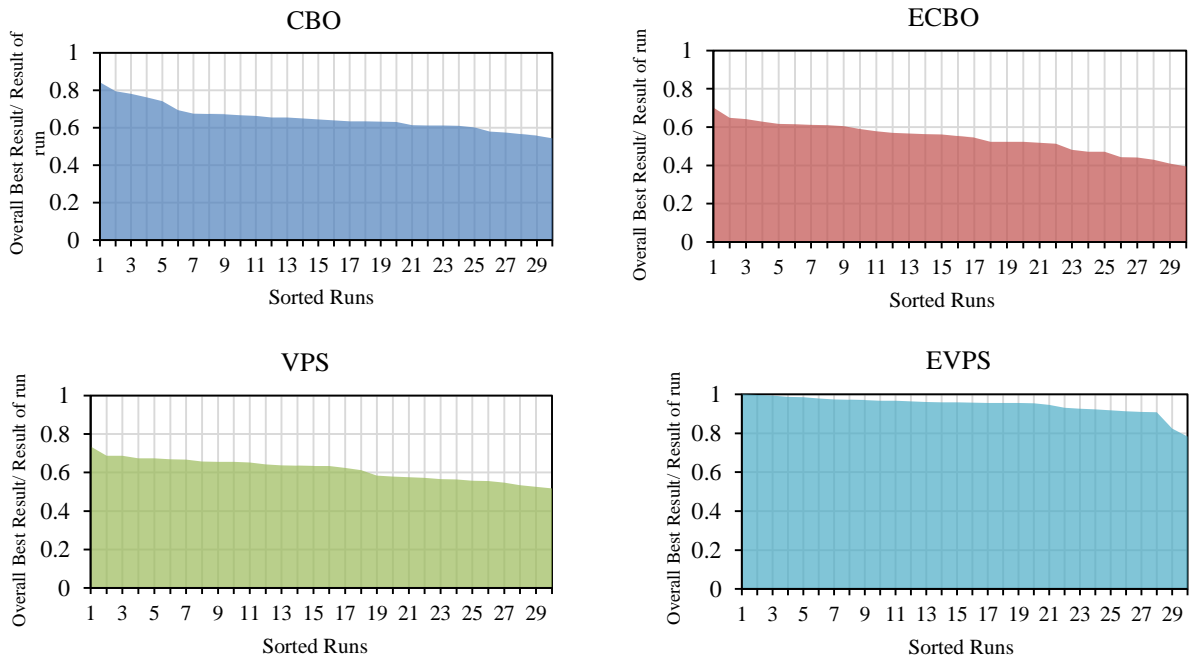 CBO
Overall Best Result/ Result of
run
1
0.8
0.6
0.4
0.2
0
1 3 5 7 9 11 13 15 17 19 21 23 25 27 29
Sorted Runs
ECBO
Overall Best Result/ Result of run
1
0.8
0.6
0.4
0.2
0
1 3 5 7 9 11 13 15 17 19 21 23 25 27 29
Sorted Runs
VPS
Overall Best Result/ Result of run
1
0.8
0.6
0.4
0.2
0
1 3 5 7 9 11 13 15 17 19 21 23 25 27 29
Sorted Runs
EVPS
Overall Best Result/ Result of run
1
0.8
0.6
0.4
0.2
0
1 3 5 7 9 11 13 15 17 19 21 23 25 27 29
Sorted Runs